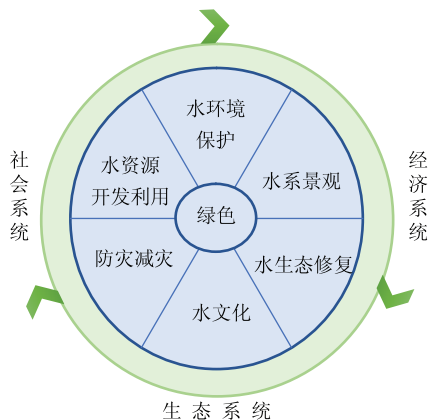 水环境
保护
水资源
开发利用
水系景观
绿色
防灾减灾
水生态修复
水文化
社会系统
经济系统
生态系统